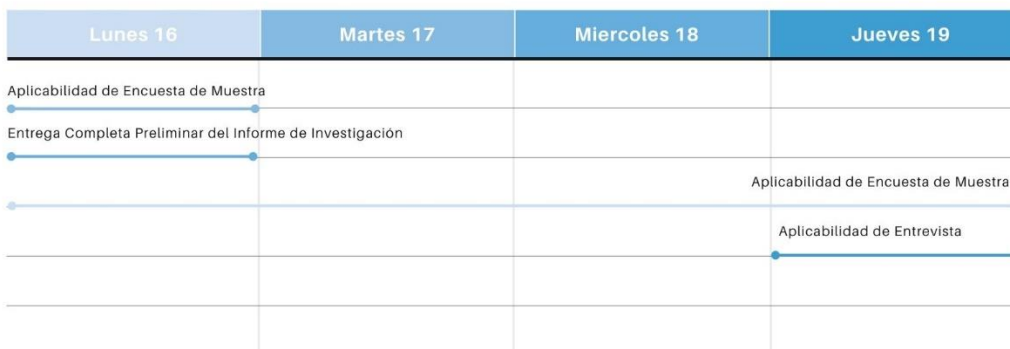 Lunes 16
Martes 17
Miercoles 18
Jueves 19
Aplicabilidad de Encuesta de Muestra
Entrega Completa Preliminar del Informe de Investigación
Aplicabilidad de Encuesta de Muestra
Aplicabilidad de Entrevista